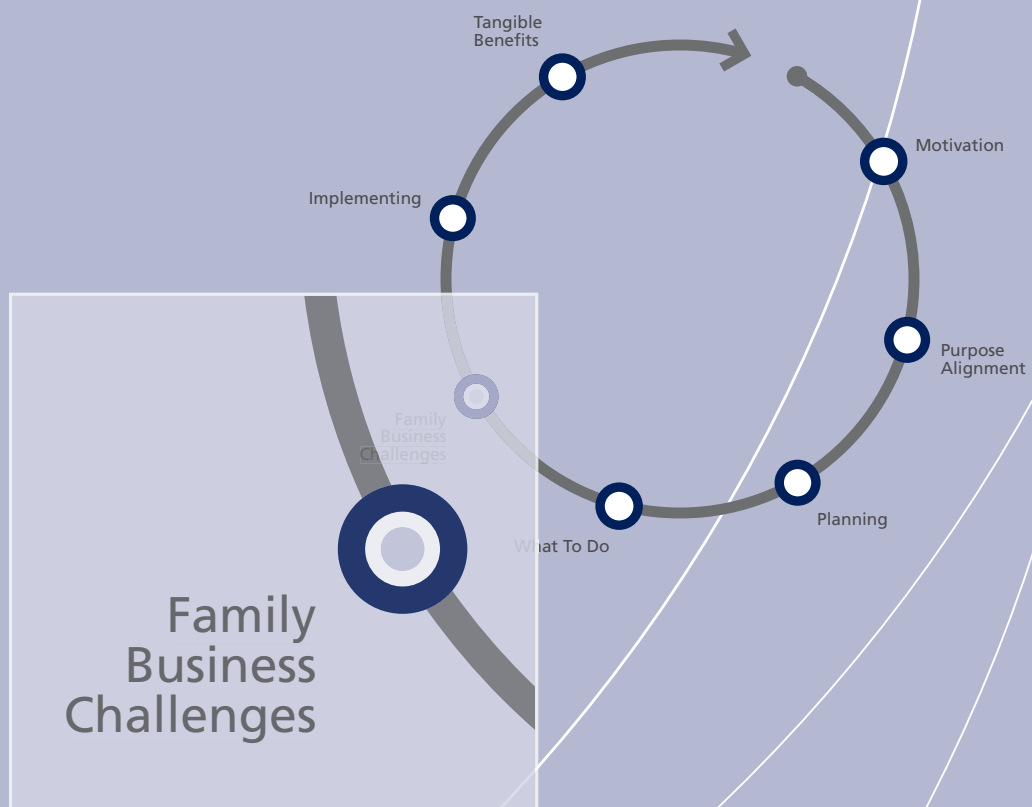 Tangible
Benefits
Motivation
Implementing
Purpose
Alignment
Family
Business
Challenges
Planning
What To Do
Family
Business
Challenges